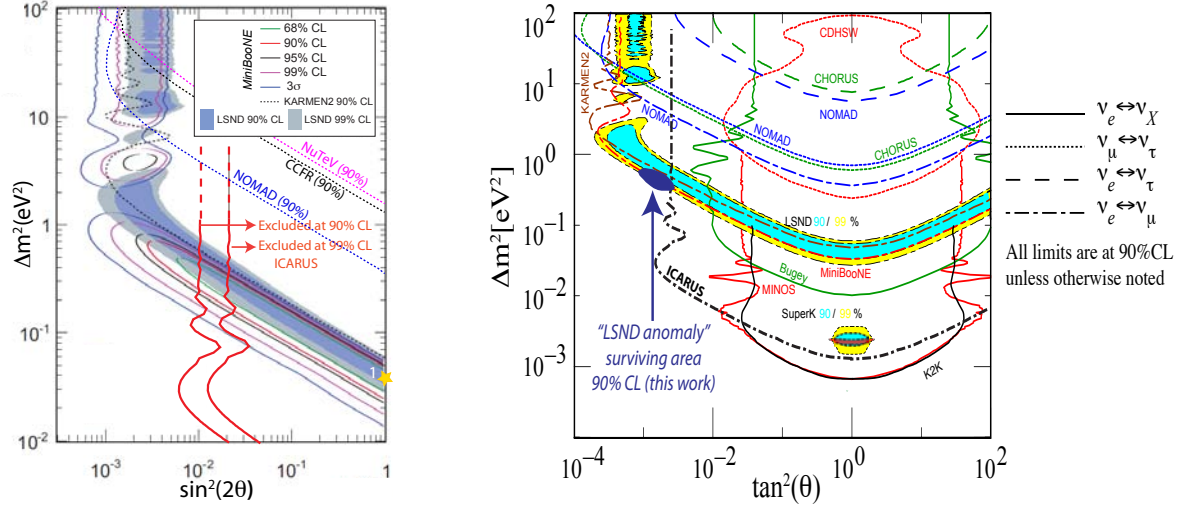 MiniBooNE
68% CL
90% CL
95% CL
99% CL
3σ
KARMEN2 90% CL
LSND 90% CL
LSND 99% CL
NuTeV (90%)
CCFR (90%)
NOMAD (90%)
Excluded at 90% CL
Excluded at 99% CL
ICARUS
1
Δm²(eV²)
10²
10
1
10⁻¹
10⁻²
10⁻³
10⁻²
10⁻¹
1
sin²(2θ)
Δm²[eV²]
10²
10¹
10⁰
10⁻¹
10⁻²
10⁻³
10⁻⁴
10⁻²
10⁰
10²
tan²(θ)
KARMEN2
NOMAD
CDHSW
CHORUS
NOMAD
NOMAD
CHORUS
LSND 90 / 99 %
MiniBooNE
Bugey
MINOS
ICARUS
SuperK 90 / 99 %
K2K
"LSND anomaly"
surviving area
90% CL (this work)
νe↔νX
νμ↔ντ
νe↔ντ
νe↔νμ
All limits are at 90%CL
unless otherwise noted